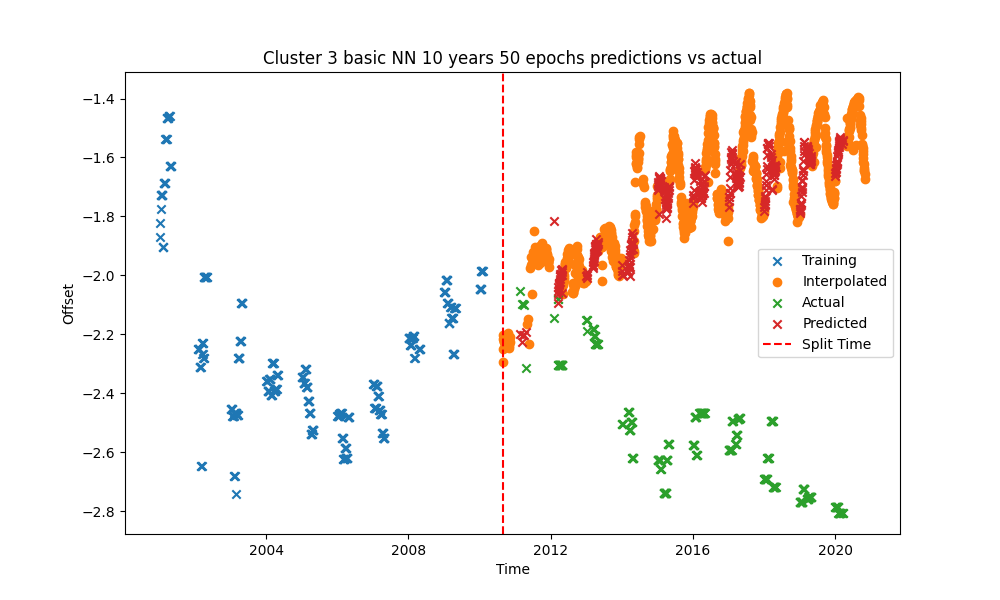 Cluster 3 basic NN 10 years 50 epochs predictions vs actual
Offset
−1.4
−1.6
−1.8
−2.0
−2.2
−2.4
−2.6
−2.8
Training
Interpolated
Actual
Predicted
Split Time
2004 2008 2012 2016 2020
Time